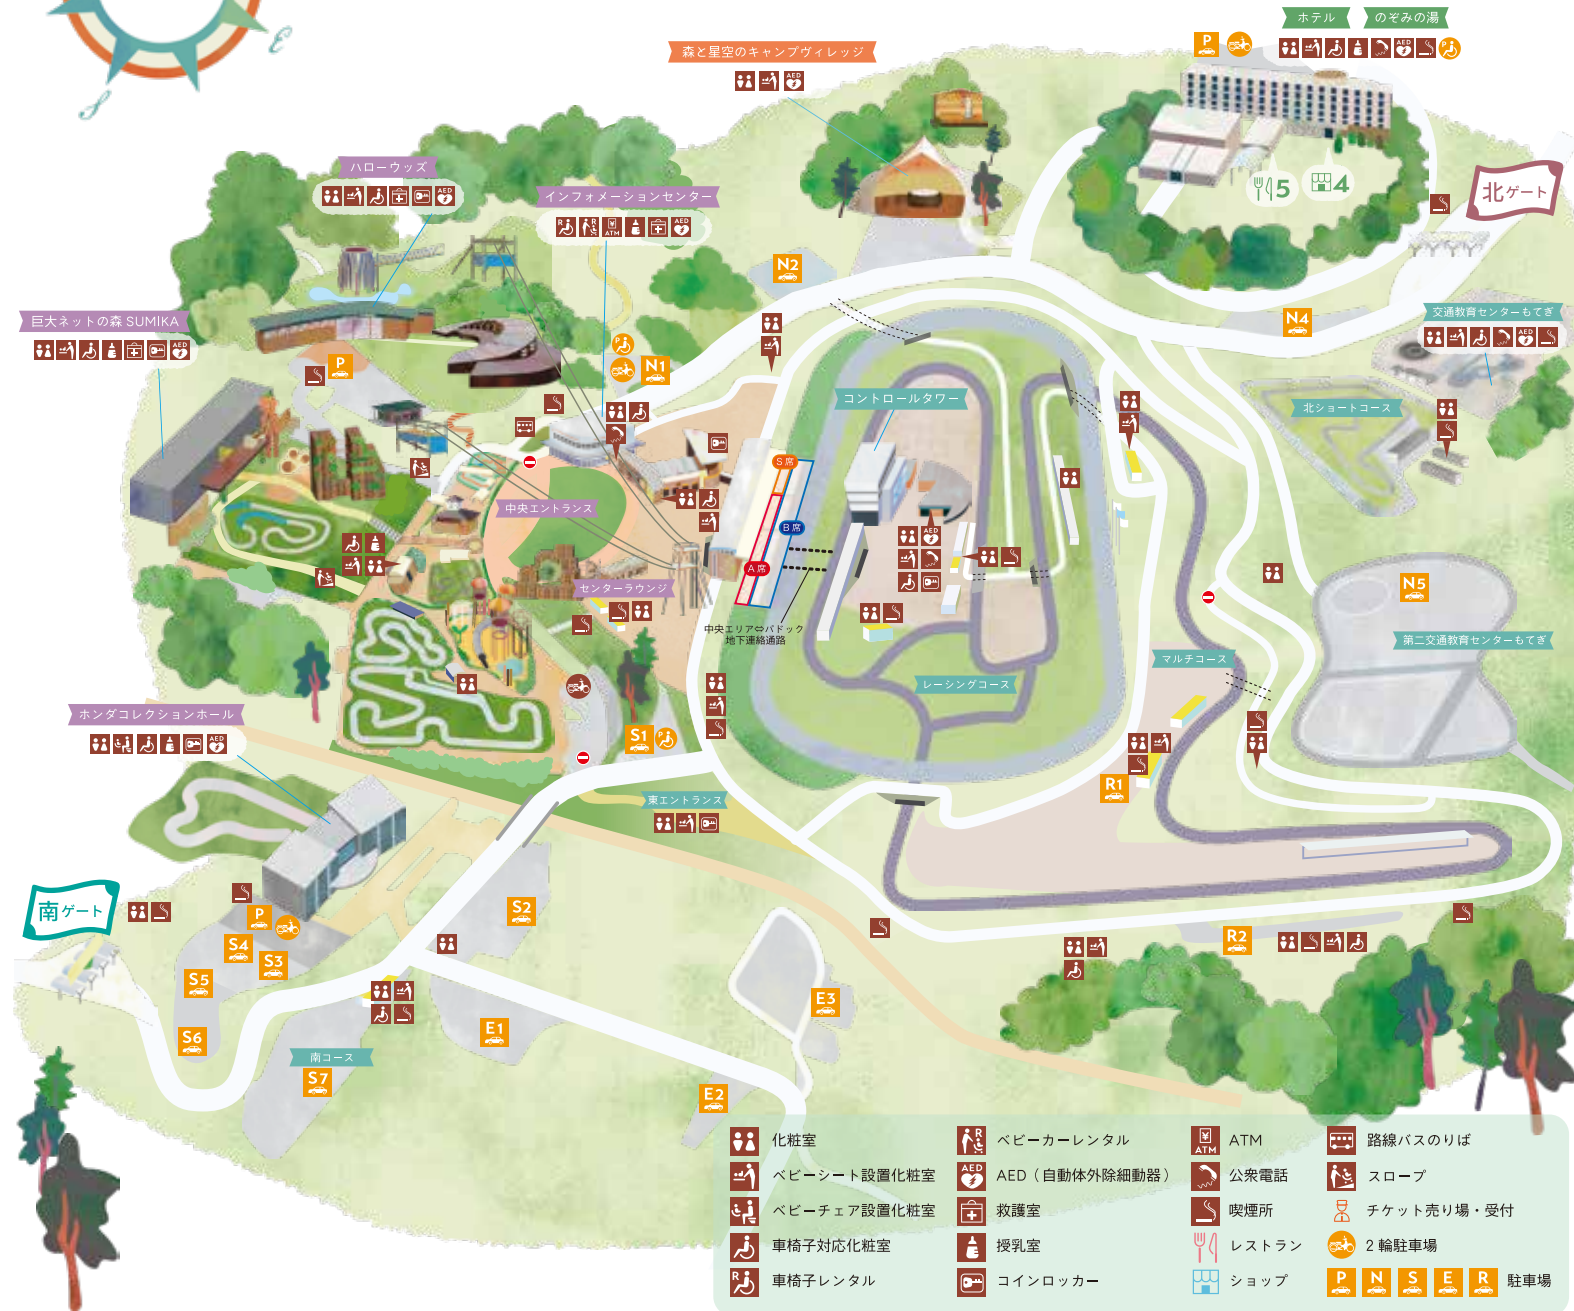 E
S
ホテル
のぞみの湯
P
AED
P
森と星空のキャンプヴィレッジ
AED
ハローウッズ
AED
インフォメーションセンター
R
R
ATM
AED
5
4
北ゲート
N2
N4
交通教育センターもてぎ
AED
巨大ネットの森 SUMIKA
AED
P
P
N1
コントロールタワー
北ショートコース
S席
B席
A席
中央エントランス
AED
センターラウンジ
中央エリア⇔パドック
地下連絡通路
N5
第二交通教育センターもてぎ
マルチコース
レーシングコース
ホンダコレクションホール
AED
S1
P
R1
東エントランス
南ゲート
P
S4
S3
S5
S6
S2
R2
E3
E1
南コース
S7
E2
化粧室
ベビーシート設置化粧室
ベビーチェア設置化粧室
車椅子対応化粧室
R 車椅子レンタル
R ベビーカーレンタル
AED AED（自動体外除細動器）
救護室
授乳室
コインロッカー
ATM ATM
公衆電話
喫煙所
レストラン
ショップ
路線バスのりば
スロープ
チケット売り場・受付
2輪駐車場
P N S E R 駐車場